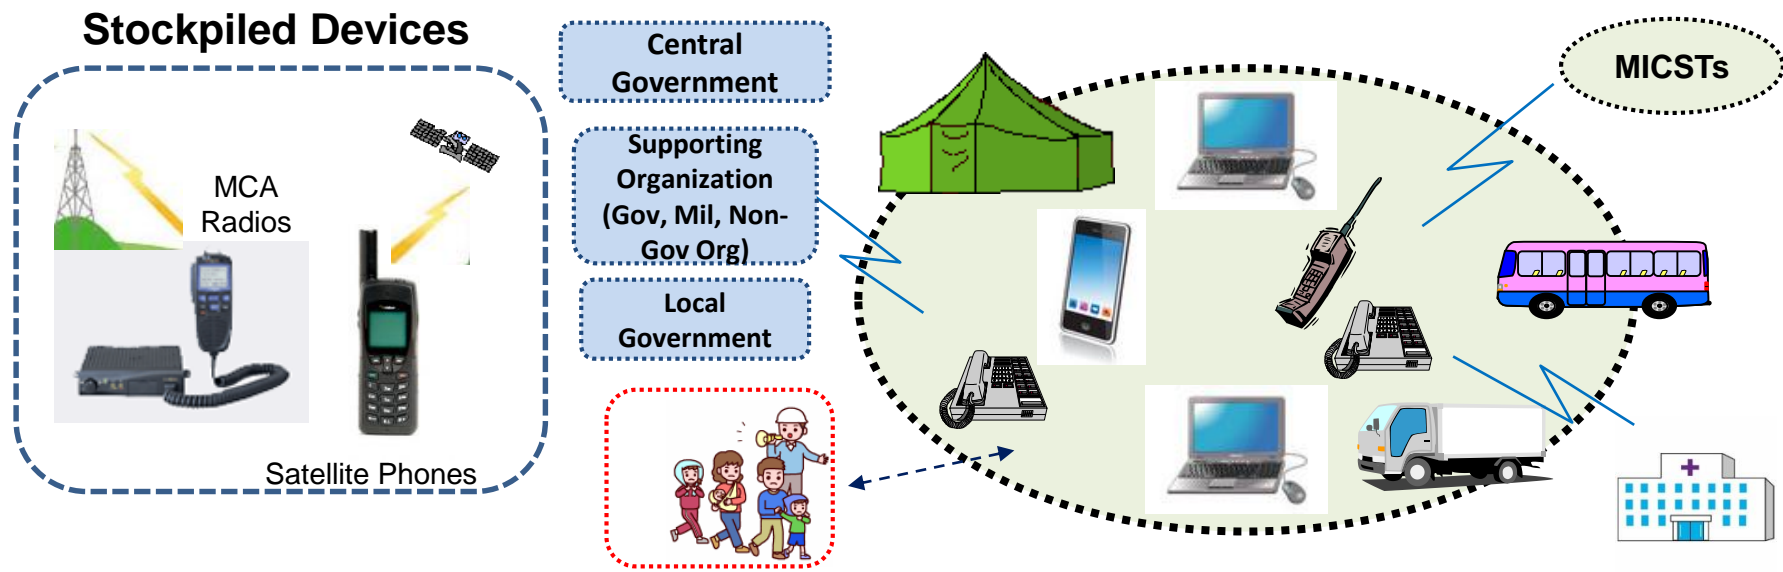 Stockpiled Devices
MCA
Radios
Satellite Phones
Central
Government
Supporting
Organization
(Gov, Mil, Non-
Gov Org)
Local
Government
MICSTs